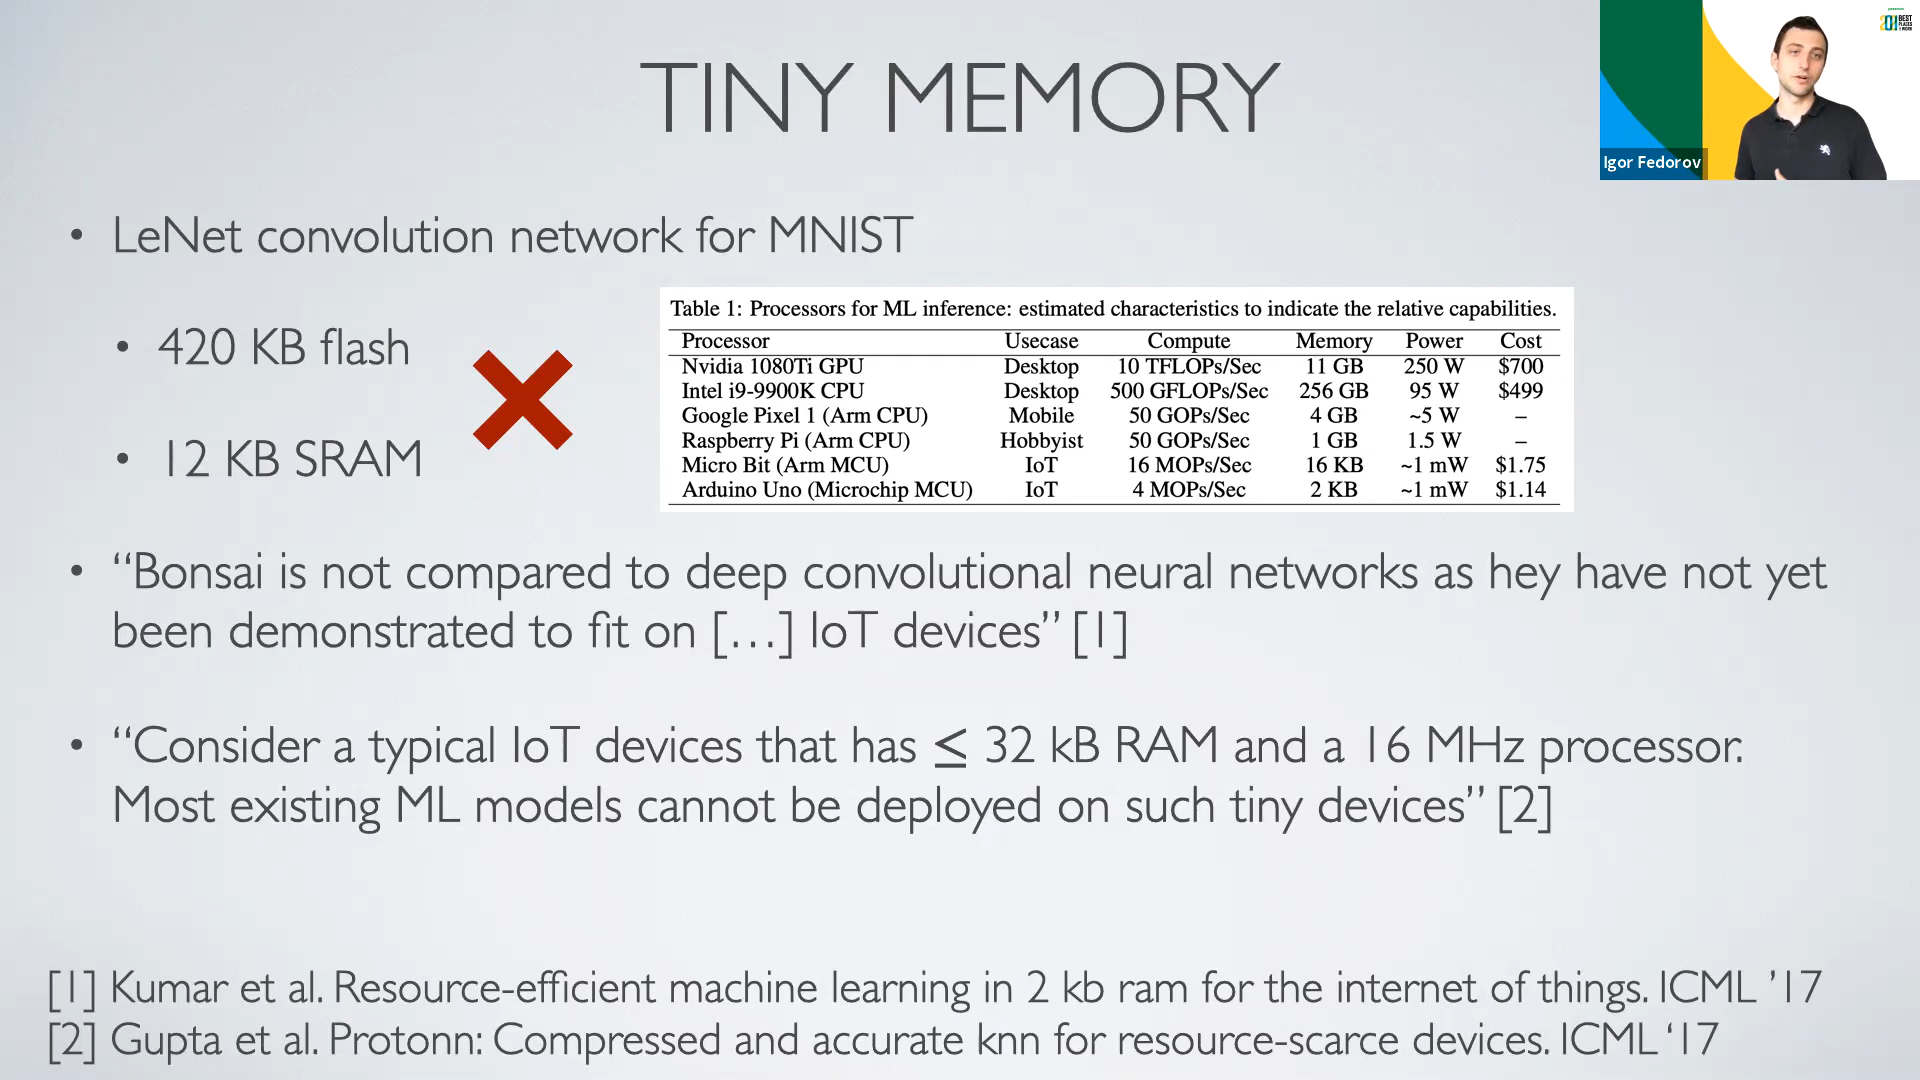 TINY MEMORY
Igor Fedorov
201 BEST
PLACES
TO WORK
• LeNet convolution network for MNIST
• 420 KB flash
• 12 KB SRAM
Table 1: Processors for ML inference: estimated characteristics to indicate the relative capabilities.
Processor Usecase Compute Memory Power Cost
Nvidia 1080Ti GPU Desktop 10 TFLOPs/Sec 11 GB 250 W $700
Intel i9-9900K CPU Desktop 500 GFLOPs/Sec 256 GB 95 W $499
Google Pixel 1 (Arm CPU) Mobile 50 GOPs/Sec 4 GB ~5 W –
Raspberry Pi (Arm CPU) Hobbyist 50 GOPs/Sec 1 GB 1.5 W –
Micro Bit (Arm MCU) IoT 16 MOPs/Sec 16 KB ~1 mW $1.75
Arduino Uno (Microchip MCU) IoT 4 MOPs/Sec 2 KB ~1 mW $1.14
• “Bonsai is not compared to deep convolutional neural networks as hey have not yet
been demonstrated to fit on […] IoT devices” [1]
• “Consider a typical IoT devices that has ≤ 32 kB RAM and a 16 MHz processor.
Most existing ML models cannot be deployed on such tiny devices” [2]
[1] Kumar et al. Resource-efficient machine learning in 2 kb ram for the internet of things. ICML ’17
[2] Gupta et al. Protonn: Compressed and accurate knn for resource-scarce devices. ICML ‘17